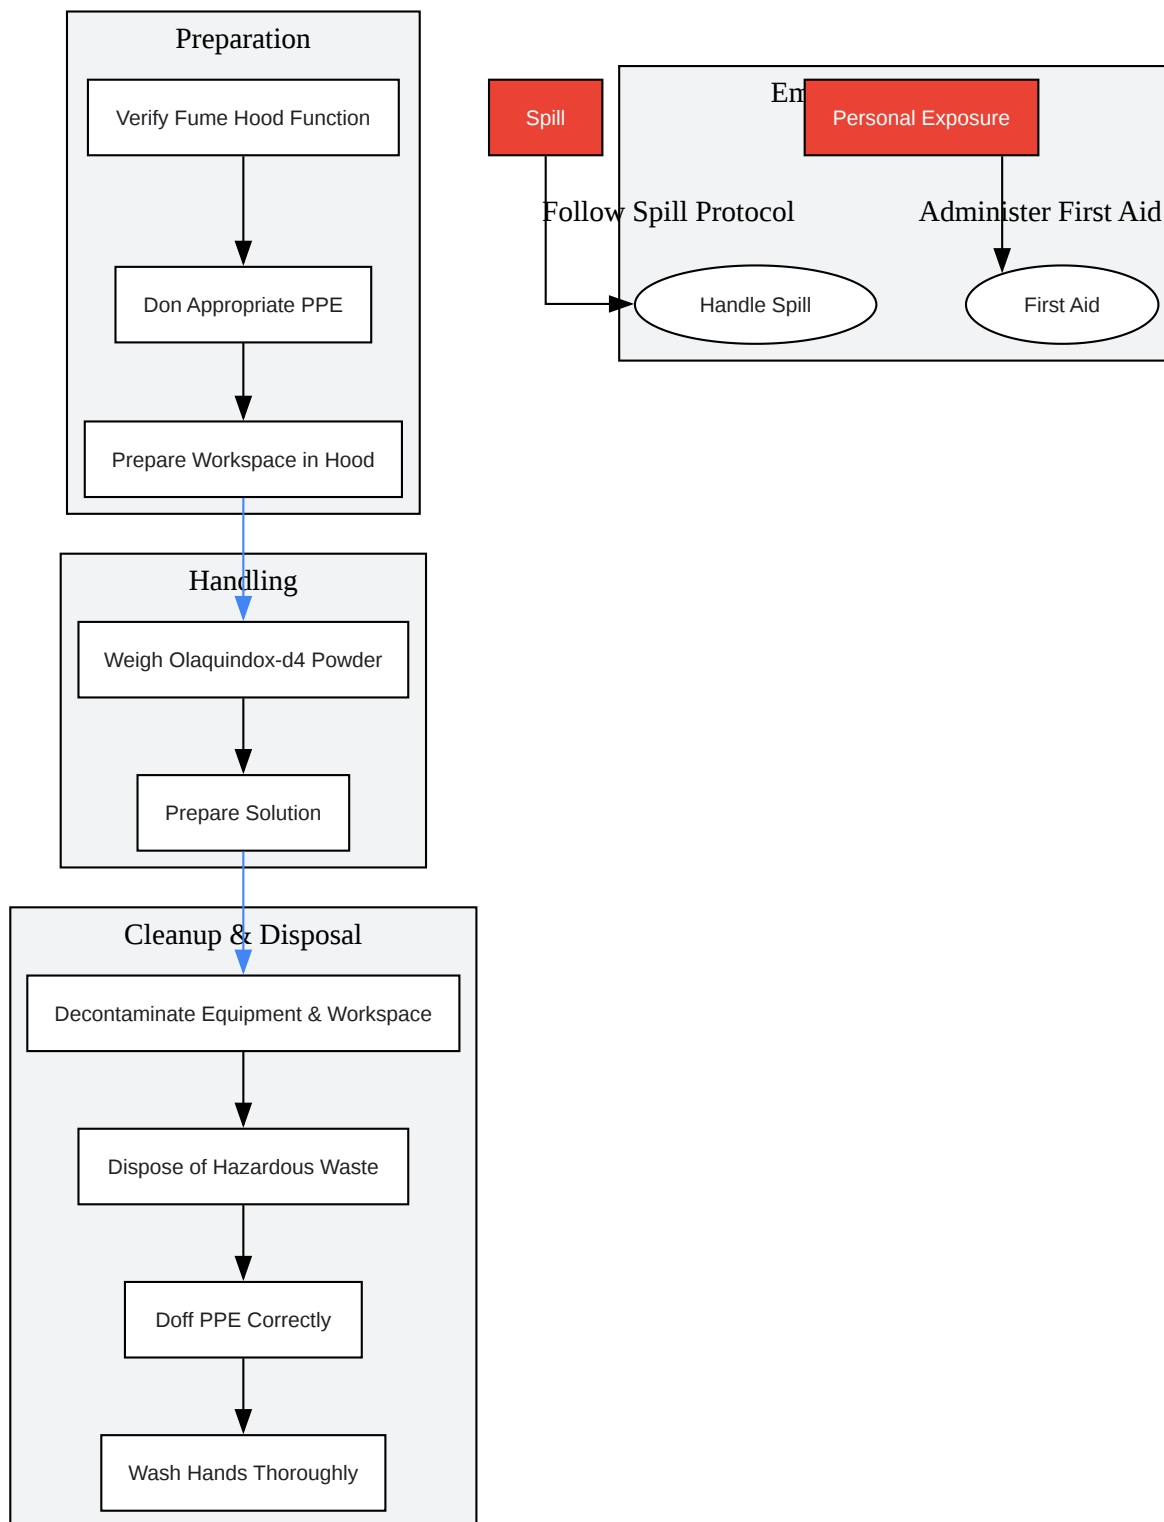 Preparation
Verify Fume Hood Function
Don Appropriate PPE
Prepare Workspace in Hood
Handling
Weigh Olaquindox-d4 Powder
Prepare Solution
Cleanup & Disposal
Decontaminate Equipment & Workspace
Dispose of Hazardous Waste
Doff PPE Correctly
Wash Hands Thoroughly
Spill
Personal Exposure
Follow Spill Protocol
Administer First Aid
Handle Spill
First Aid